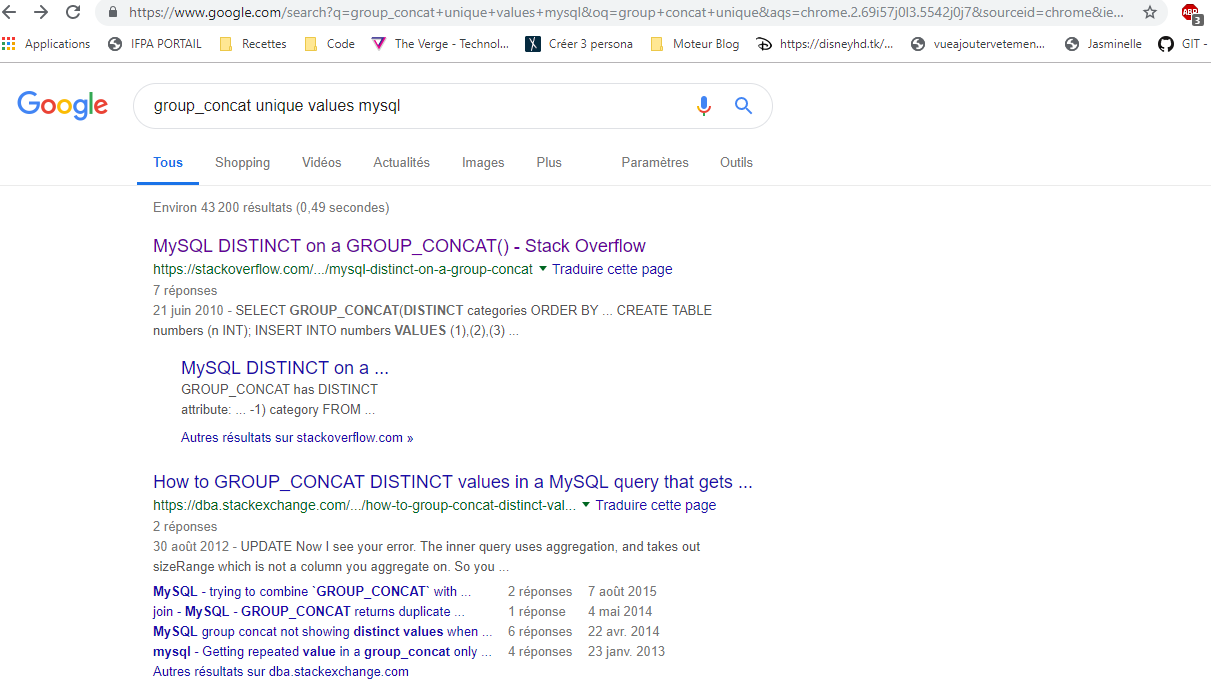 https://www.google.com/search?q=group_concat+unique+values+mysql&oq=group+concat+unique&aqs=chrome.2.69i57j0l3.5542j0j7&sourceid=chrome&ie...
ABP
3
Applications
IFPA PORTAIL
Recettes
Code
The Verge - Technol...
Créer 3 persona
Moteur Blog
https://disneyhd.tk/...
vueajoutervetemen...
Jasminelle
GIT -
Google
group_concat unique values mysql
Tous
Shopping
Vidéos
Actualités
Images
Plus
Paramètres
Outils
Environ 43 200 résultats (0,49 secondes)
MySQL DISTINCT on a GROUP_CONCAT() - Stack Overflow
https://stackoverflow.com/.../mysql-distinct-on-a-group-concat ▼ Traduire cette page
7 réponses
21 juin 2010 - SELECT GROUP_CONCAT(DISTINCT categories ORDER BY ... CREATE TABLE
numbers (n INT); INSERT INTO numbers VALUES (1),(2),(3) ...
MySQL DISTINCT on a ...
GROUP_CONCAT has DISTINCT
attribute: ... -1) category FROM ...
Autres résultats sur stackoverflow.com »
How to GROUP_CONCAT DISTINCT values in a MySQL query that gets ...
https://dba.stackexchange.com/.../how-to-group-concat-distinct-val... ▼ Traduire cette page
2 réponses
30 août 2012 - UPDATE Now I see your error. The inner query uses aggregation, and takes out
sizeRange which is not a column you aggregate on. So you ...
MySQL - trying to combine `GROUP_CONCAT` with ... 2 réponses 7 août 2015
join - MySQL - GROUP_CONCAT returns duplicate ... 1 réponse 4 mai 2014
MySQL group concat not showing distinct values when ... 6 réponses 22 avr. 2014
mysql - Getting repeated value in a group_concat only ... 4 réponses 23 janv. 2013
Autres résultats sur dba.stackexchange.com